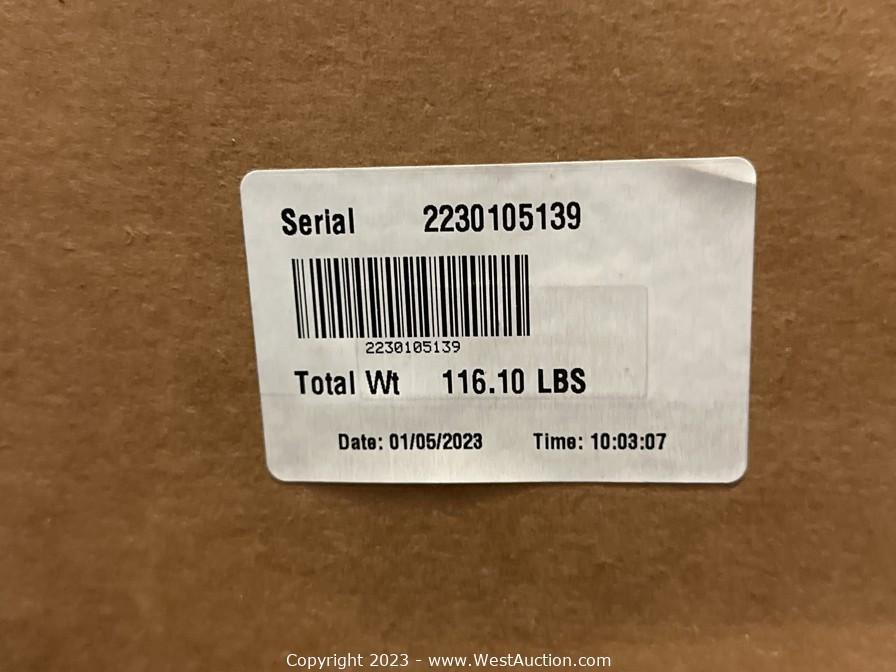 Serial 2230105139
2230105139
Total Wt 116.10 LBS
Date: 01/05/2023 Time: 10:03:07
Copyright 2023 - www.WestAuction.com